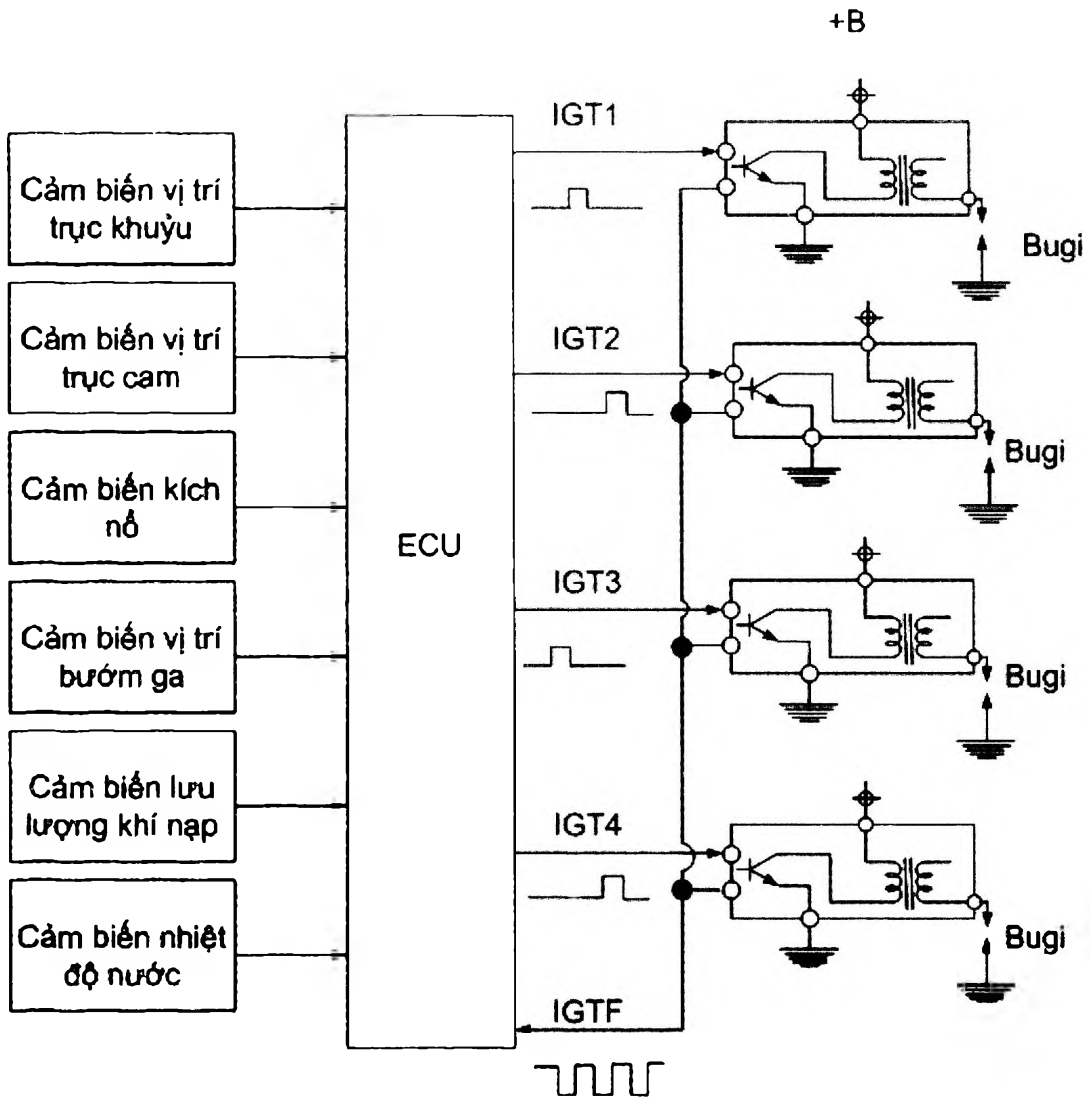 +B
Cảm biến vị trí
trục khuỷu
Cảm biến vị trí
trục cam
Cảm biến kích
nổ
Cảm biến vị trí
bướm ga
Cảm biến lưu
lượng khí nạp
Cảm biến nhiệt
độ nước
ECU
IGT1
Bugi
IGT2
Bugi
IGT3
Bugi
IGT4
Bugi
IGTF